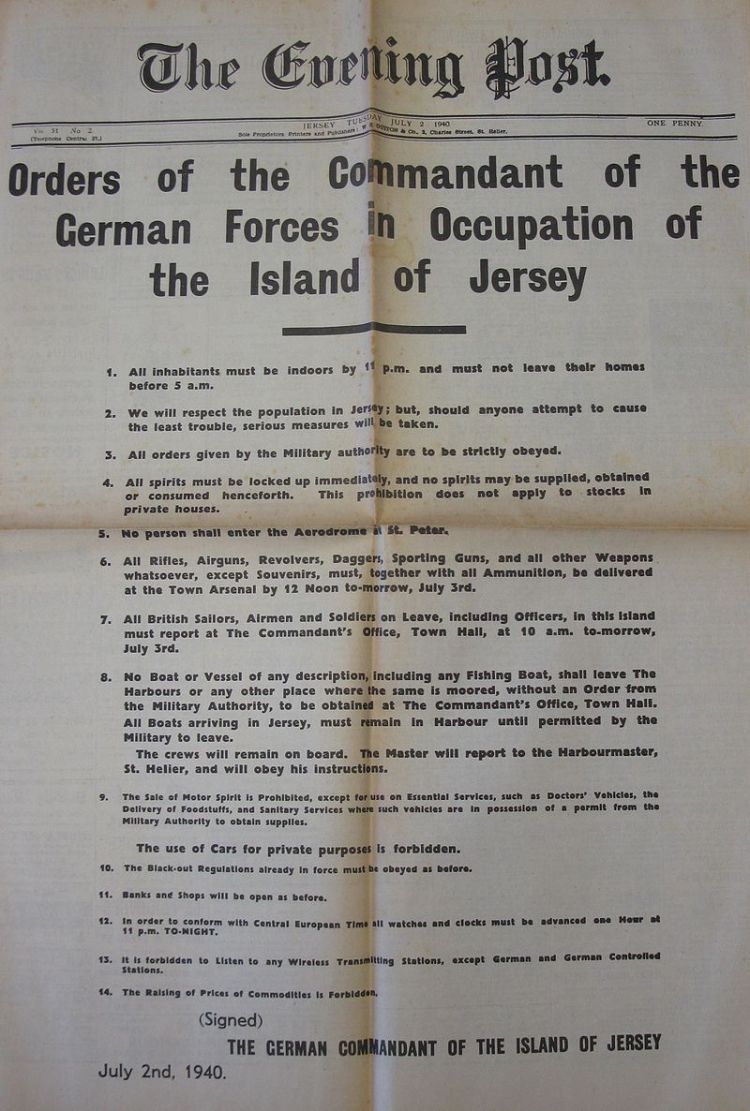 The Evening Post.
Vol 51 No 2.
(Telephone Central 51.)
JERSEY TUESDAY JULY 2 1940.
Sole Proprietors Printers and Publishers: & Co., 3, Charles Street, St. Helier.
ONE PENNY.
Orders of the Commandant of the
German Forces in Occupation of
the Island of Jersey
1. All inhabitants must be indoors by 11 p.m. and must not leave their homes
before 5 a.m.
2. We will respect the population in Jersey; but, should anyone attempt to cause
the least trouble, serious measures will be taken.
3. All orders given by the Military authority are to be strictly obeyed.
4. All spirits must be locked up immediately, and no spirits may be supplied, obtained
or consumed henceforth. This prohibition does not apply to stocks in
private houses.
5. No person shall enter the Aerodrome at St. Peter.
6. All Rifles, Airguns, Revolvers, Daggers, Sporting Guns, and all other Weapons
whatsoever, except Souvenirs, must, together with all Ammunition, be delivered
at the Town Arsenal by 12 Noon to-morrow, July 3rd.
7. All British Sailors, Airmen and Soldiers on Leave, including Officers, in this Island
must report at The Commandant's Office, Town Hall, at 10 a.m. to-morrow,
July 3rd.
8. No Boat or Vessel of any description, including any Fishing Boat, shall leave The
Harbours or any other place where the same is moored, without an Order from
the Military Authority, to be obtained at The Commandant's Office, Town Hall.
All Boats arriving in Jersey, must remain in Harbour until permitted by the
Military to leave.
The crews will remain on board. The Master will report to the Harbourmaster,
St. Helier, and will obey his instructions.
9. The Sale of Motor Spirit is Prohibited, except for use on Essential Services, such as Doctors' Vehicles, the
Delivery of Foodstuffs, and Sanitary Services where such vehicles are in possession of a permit from the
Military Authority to obtain supplies.
The use of Cars for private purposes is forbidden.
10. The Black-out Regulations already in force must be obeyed as before.
11. Banks and Shops will be open as before.
12. In order to conform with Central European Time all watches and clocks must be advanced one Hour at
11 p.m. TO-NIGHT.
13. It is forbidden to Listen to any Wireless Transmitting Stations, except German and German Controlled
Stations.
14. The Raising of Prices of Commodities is Forbidden.
(Signed)
THE GERMAN COMMANDANT OF THE ISLAND OF JERSEY
July 2nd, 1940.